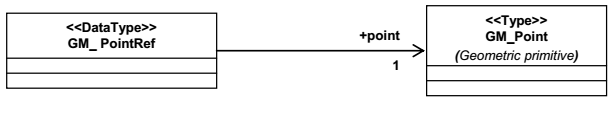 <<DataType>>
GM_ PointRef
+point
1
<<Type>>
GM_Point
(Geometric primitive)